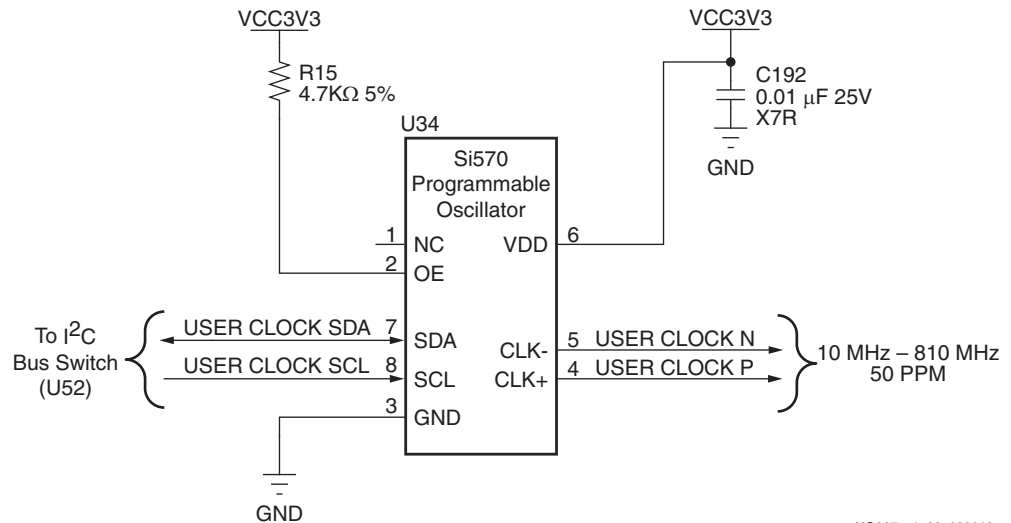 VCC3V3
VCC3V3
R15
4.7KΩ 5%
C192
0.01 μF 25V
X7R
GND
U34
Si570
Programmable
Oscillator
1
NC
VDD
6
2
OE
To I2C
Bus Switch
(U52)
USER CLOCK SDA
7
SDA
USER CLOCK SCL
8
SCL
CLK-
5
USER CLOCK N
CLK+
4
USER CLOCK P
10 MHz – 810 MHz
50 PPM
3
GND
GND